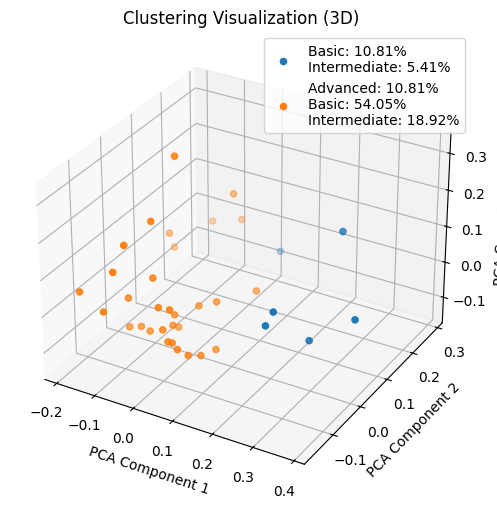 Clustering Visualization (3D)
Basic: 10.81%
Intermediate: 5.41%
Advanced: 10.81%
Basic: 54.05%
Intermediate: 18.92%
0.3
0.2
0.1
0.0
−0.1
0.3
0.2
0.1
0.0
−0.1
PCA Component 2
−0.2
−0.1
0.0
0.1
0.2
0.3
0.4
PCA Component 1